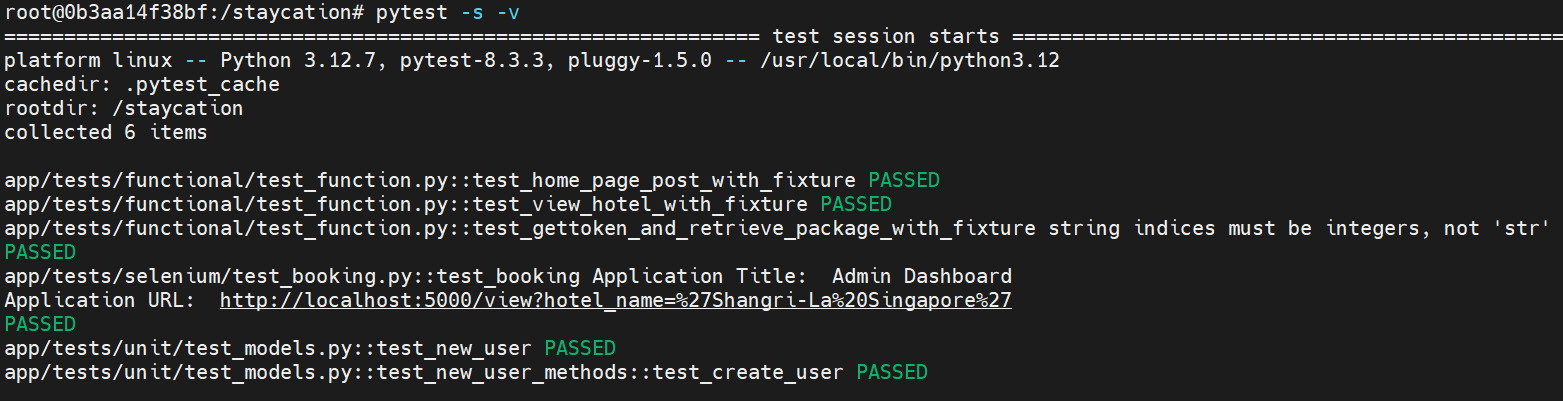 root@0b3aa14f38bf:/staycation# pytest -s -v
=============================================================== test session starts ==============================================
platform linux -- Python 3.12.7, pytest-8.3.3, pluggy-1.5.0 -- /usr/local/bin/python3.12
cachedir: .pytest_cache
rootdir: /staycation
collected 6 items
app/tests/functional/test_function.py::test_home_page_post_with_fixture PASSED
app/tests/functional/test_function.py::test_view_hotel_with_fixture PASSED
app/tests/functional/test_function.py::test_gettoken_and_retrieve_package_with_fixture string indices must be integers, not 'str'
PASSED
app/tests/selenium/test_booking.py::test_booking Application Title:  Admin Dashboard
Application URL:  http://localhost:5000/view?hotel_name=%27Shangri-La%20Singapore%27
PASSED
app/tests/unit/test_models.py::test_new_user PASSED
app/tests/unit/test_models.py::test_new_user_methods::test_create_user PASSED